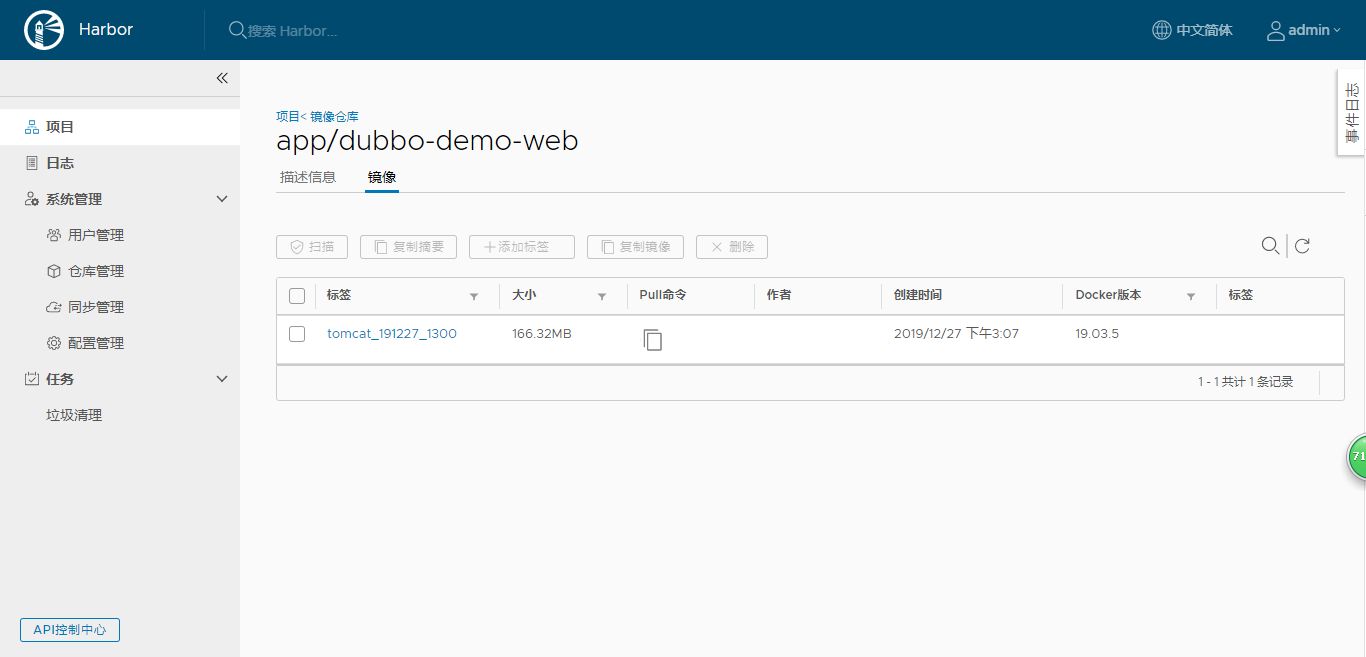 Harbor
搜索 Harbor...
中文简体
admin
事件日志
项目
日志
系统管理
用户管理
仓库管理
同步管理
配置管理
任务
垃圾清理
API控制中心
项目< 镜像仓库
app/dubbo-demo-web
描述信息 镜像
扫描 复制摘要 +添加标签 复制镜像 × 删除
标签 大小 Pull命令 作者 创建时间 Docker版本 标签
tomcat_191227_1300 166.32MB 2019/12/27 下午3:07 19.03.5
1 - 1 共计 1 条记录
71